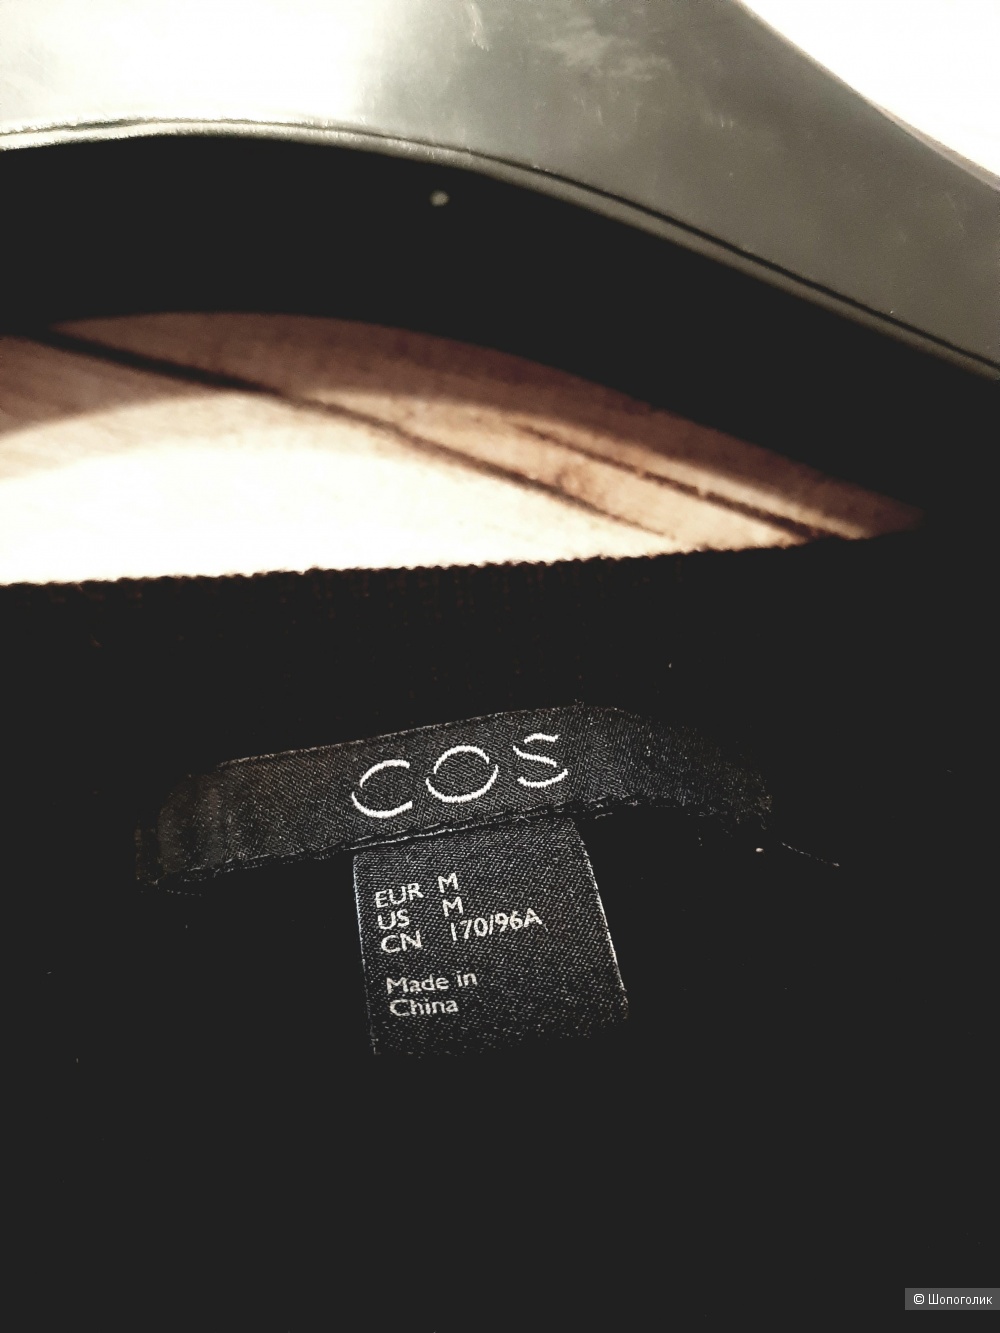 COS
EUR M
US M
CN 170/96A
Made in
China
© Шопоголик